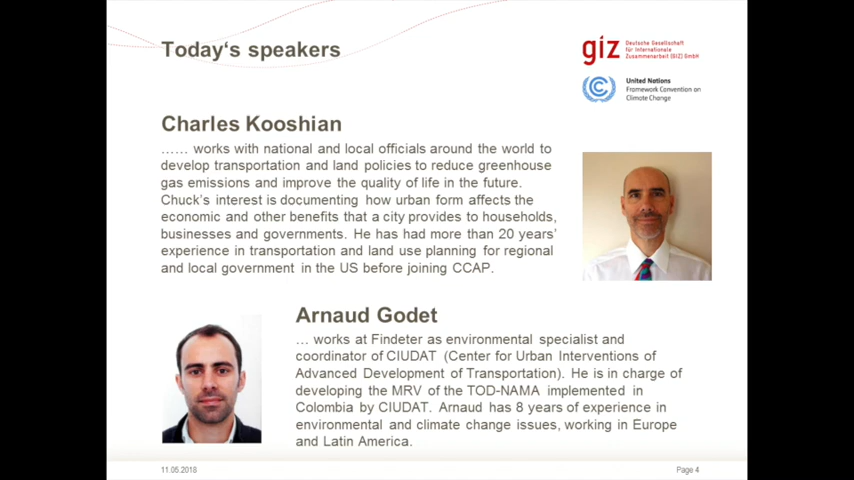 Today‘s speakers
giz Deutsche Gesellschaft
für Internationale
Zusammenarbeit (GIZ) GmbH
United Nations
Framework Convention on
Climate Change
Charles Kooshian
…… works with national and local officials around the world to
develop transportation and land policies to reduce greenhouse
gas emissions and improve the quality of life in the future.
Chuck’s interest is documenting how urban form affects the
economic and other benefits that a city provides to households,
businesses and governments. He has had more than 20 years’
experience in transportation and land use planning for regional
and local government in the US before joining CCAP.
Arnaud Godet
… works at Findeter as environmental specialist and
coordinator of CIUDAT (Center for Urban Interventions of
Advanced Development of Transportation). He is in charge of
developing the MRV of the TOD-NAMA implemented in
Colombia by CIUDAT. Arnaud has 8 years of experience in
environmental and climate change issues, working in Europe
and Latin America.
11.05.2018
Page 4